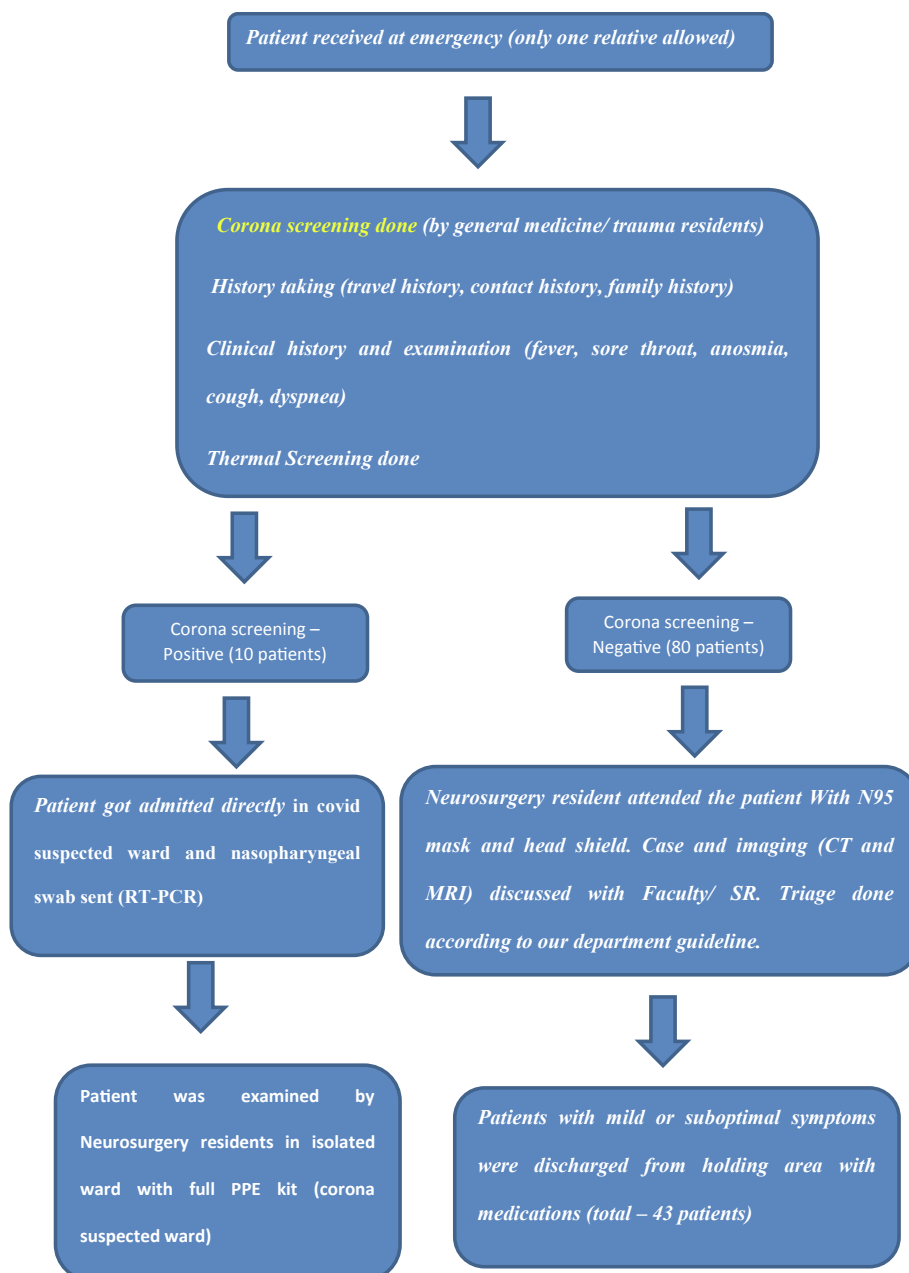 Patient received at emergency (only one relative allowed)
Corona screening done (by general medicine/ trauma residents)
History taking (travel history, contact history, family history)
Clinical history and examination (fever, sore throat, anosmia,
cough, dyspnea)
Thermal Screening done
Corona screening –
Positive (10 patients)
Corona screening –
Negative (80 patients)
Patient got admitted directly in covid
suspected ward and nasopharyngeal
swab sent (RT-PCR)
Neurosurgery resident attended the patient With N95
mask and head shield. Case and imaging (CT and
MRI) discussed with Faculty/ SR. Triage done
according to our department guideline.
Patient was examined by
Neurosurgery residents in isolated
ward with full PPE kit (corona
suspected ward)
Patients with mild or suboptimal symptoms
were discharged from holding area with
medications (total – 43 patients)